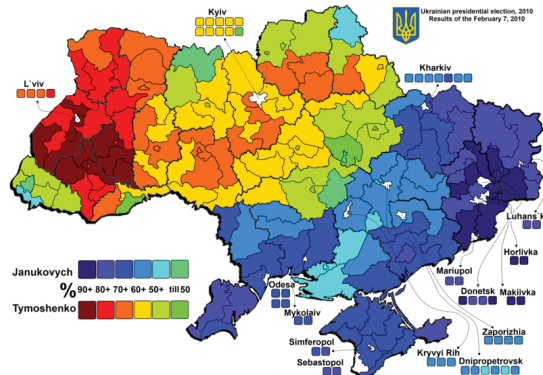 Ukrainian presidential election, 2010
Results of the February 7, 2010
Kyiv
L`viv
Kharkiv
Luhans`k
Horlivka
Mariupol
Donetsk
Makiivka
Janukovych
% 90+ 80+ 70+ 60+ 50+ till 50
Tymoshenko
Odesa
Mykolaiv
Simferopol
Sebastopol
Zaporizhia
Kryvyi Rih
Dnipropetrovsk